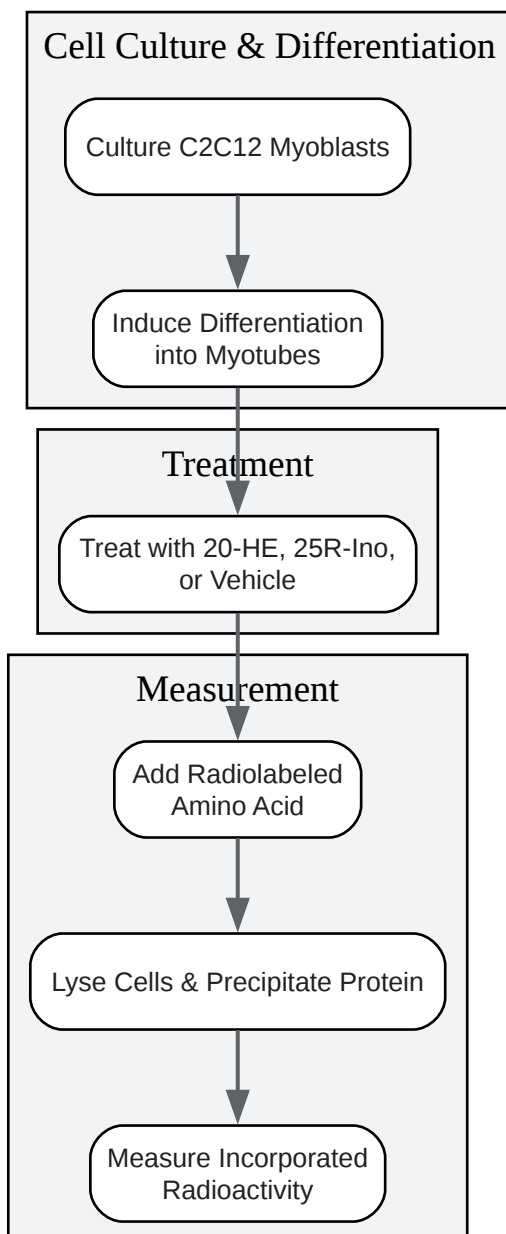 Cell Culture & Differentiation
Culture C2C12 Myoblasts
Induce Differentiation
into Myotubes
Treatment
Treat with 20-HE, 25R-Ino,
or Vehicle
Measurement
Add Radiolabeled
Amino Acid
Lyse Cells & Precipitate Protein
Measure Incorporated
Radioactivity